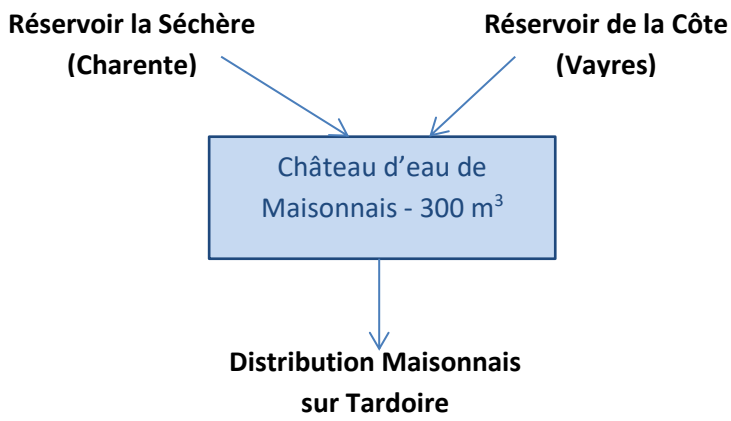 Réservoir la Séchère
(Charente)
Réservoir de la Côte
(Vayres)
Château d'eau de
Maisonnais - 300 m³
Distribution Maisonnais
sur Tardoire